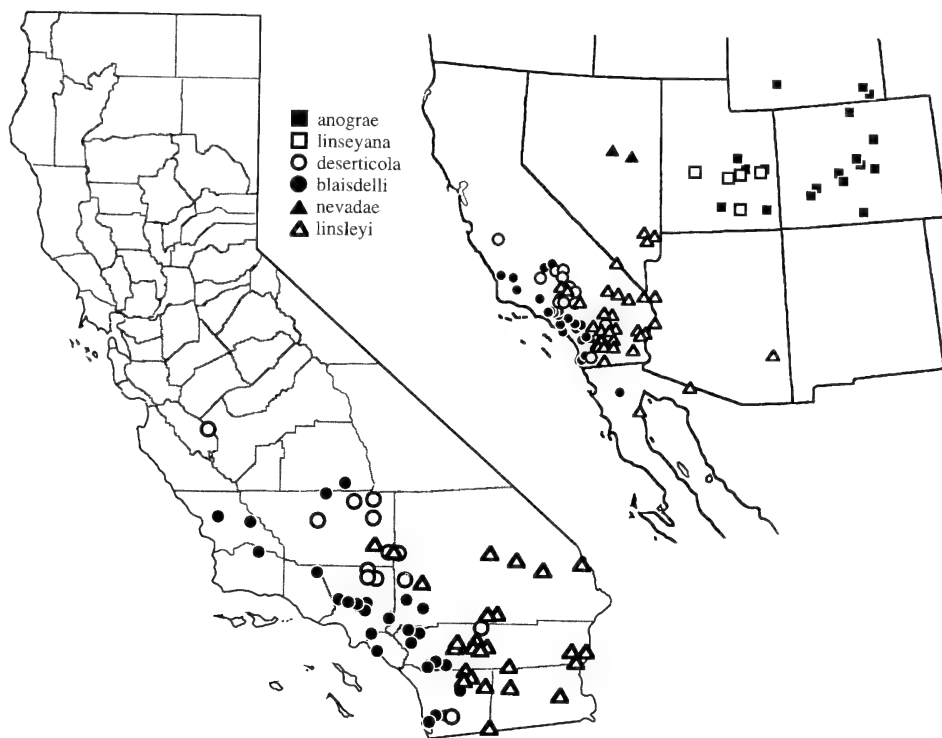 anograe
linseyana
deserticola
blaisdelli
nevadae
linsleyi